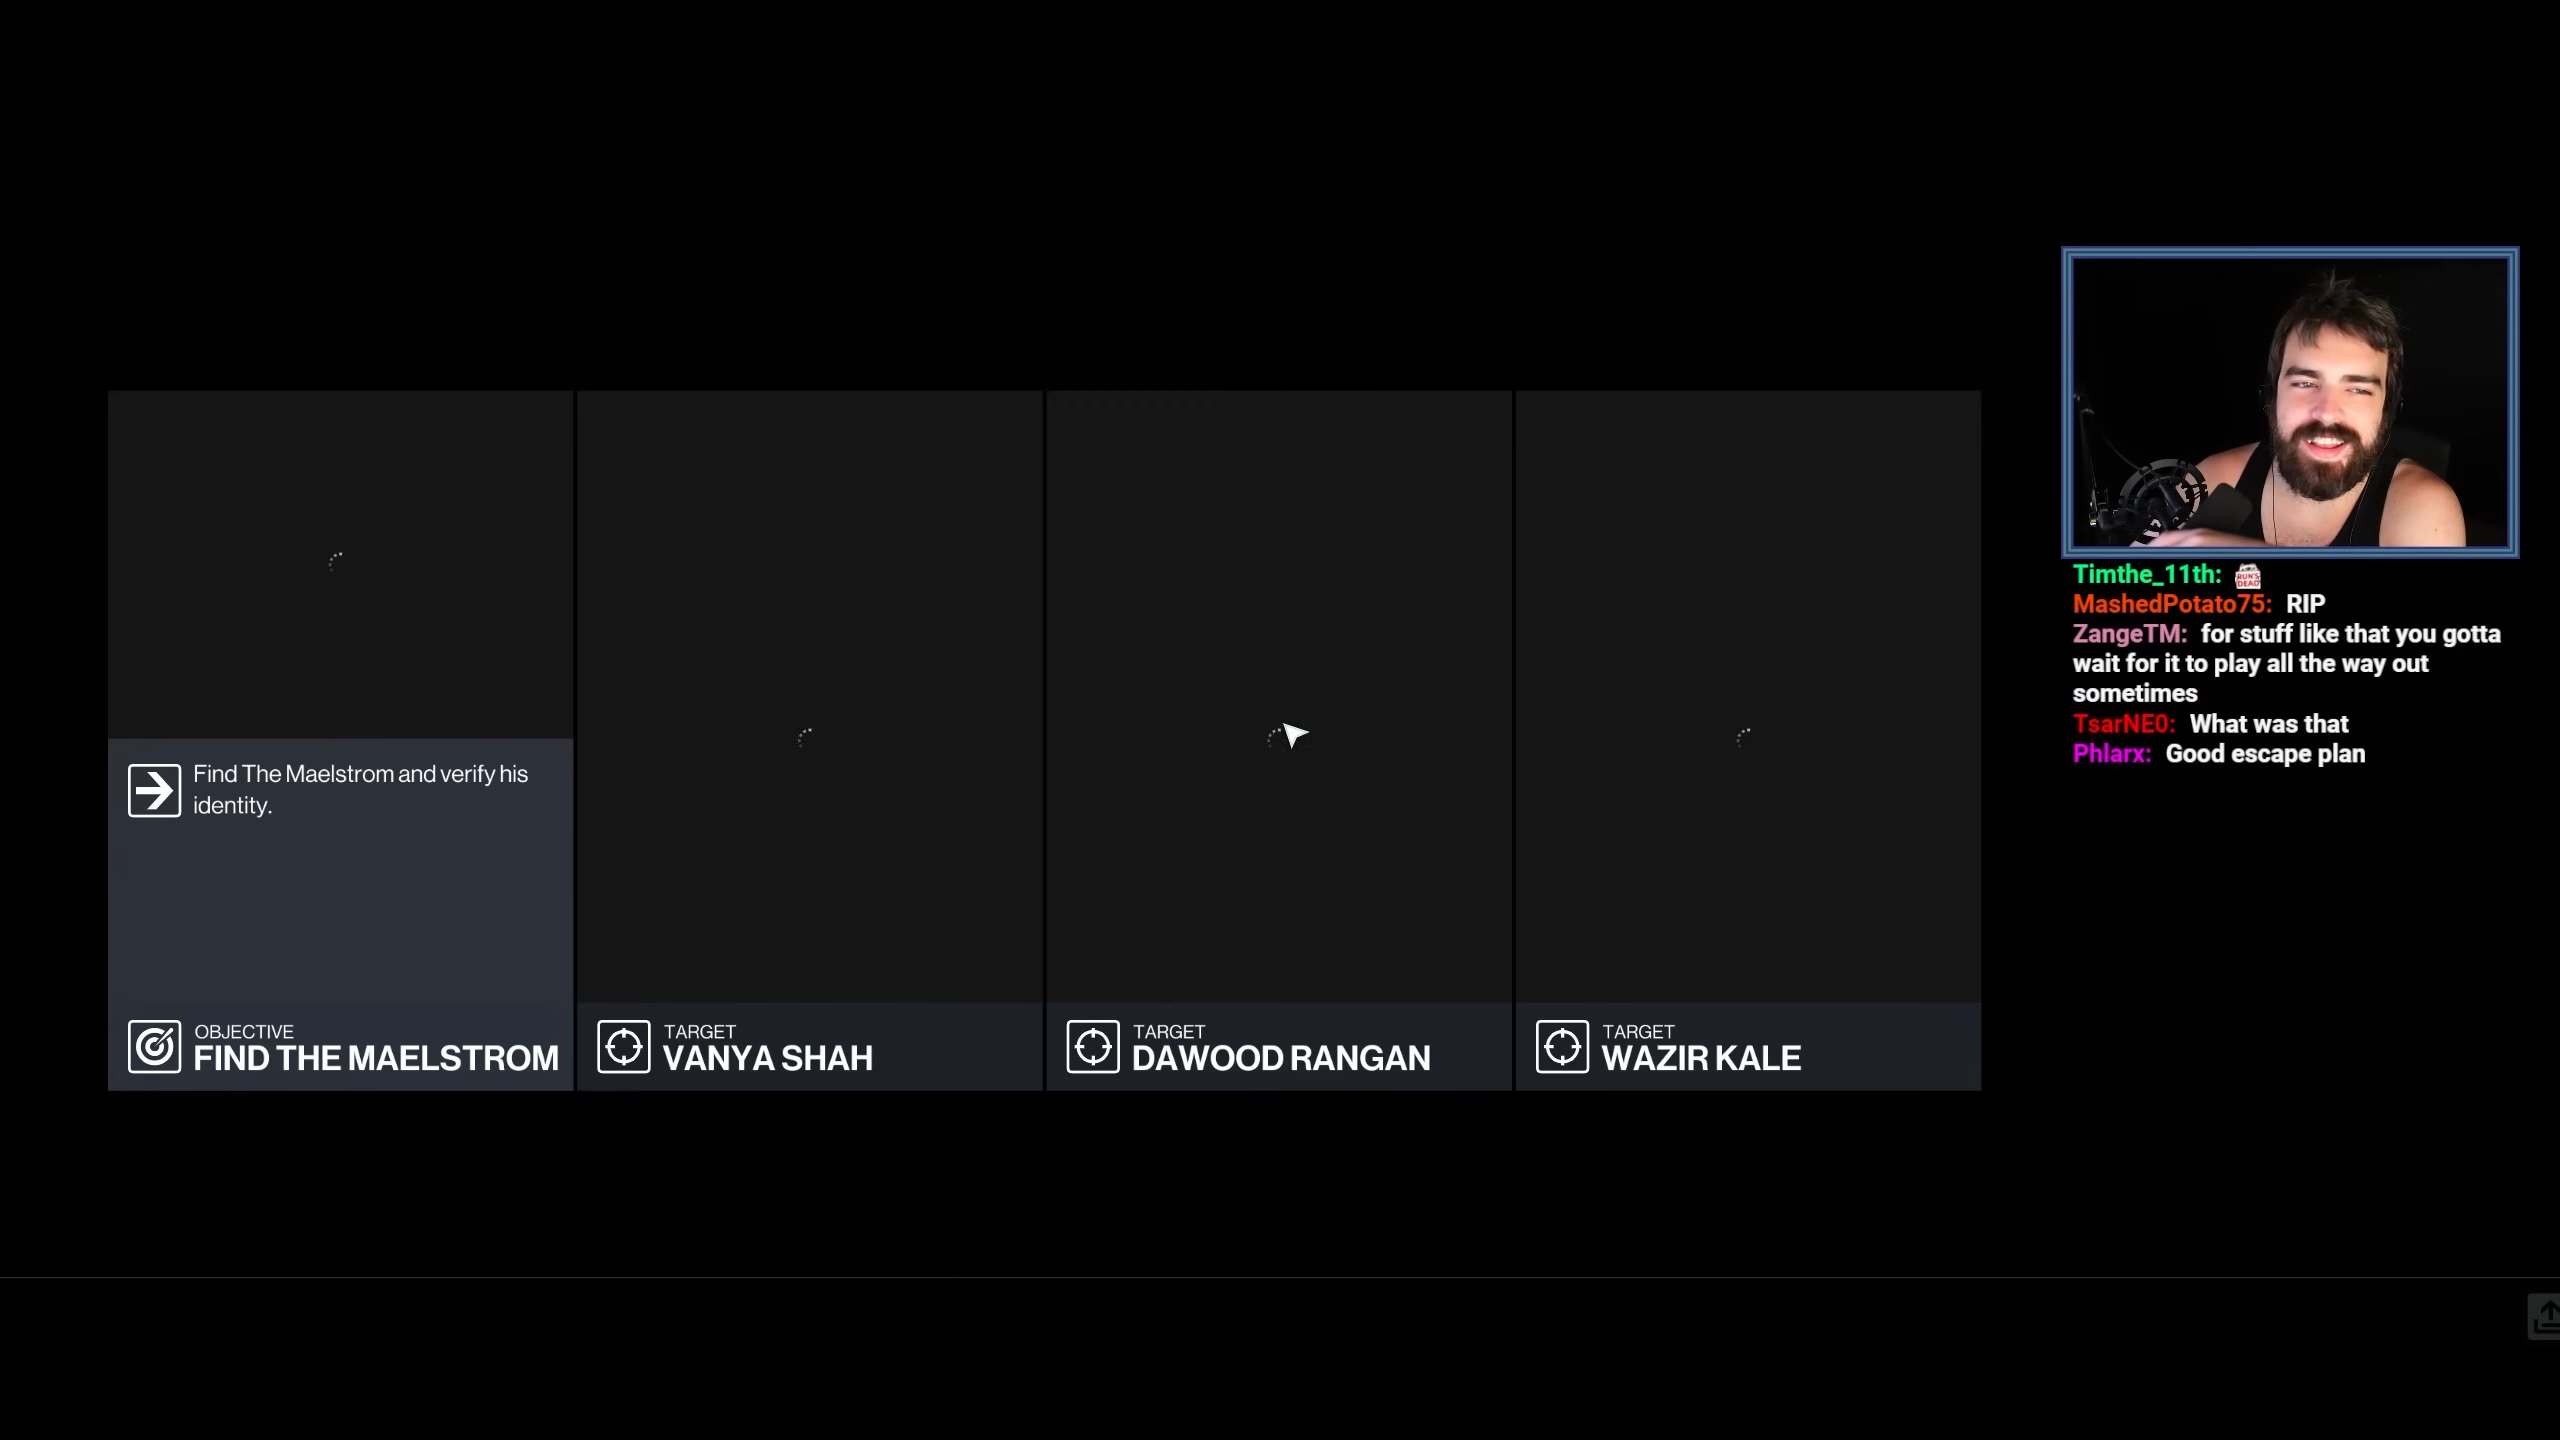 Find The Maelstrom and verify his
identity.
OBJECTIVE
FIND THE MAELSTROM
TARGET
VANYA SHAH
TARGET
DAWOOD RANGAN
TARGET
WAZIR KALE
Timthe_11th: RUN'S DEAD
MashedPotato75: RIP
ZangeTM: for stuff like that you gotta
wait for it to play all the way out
sometimes
TsarNE0: What was that
Phlarx: Good escape plan